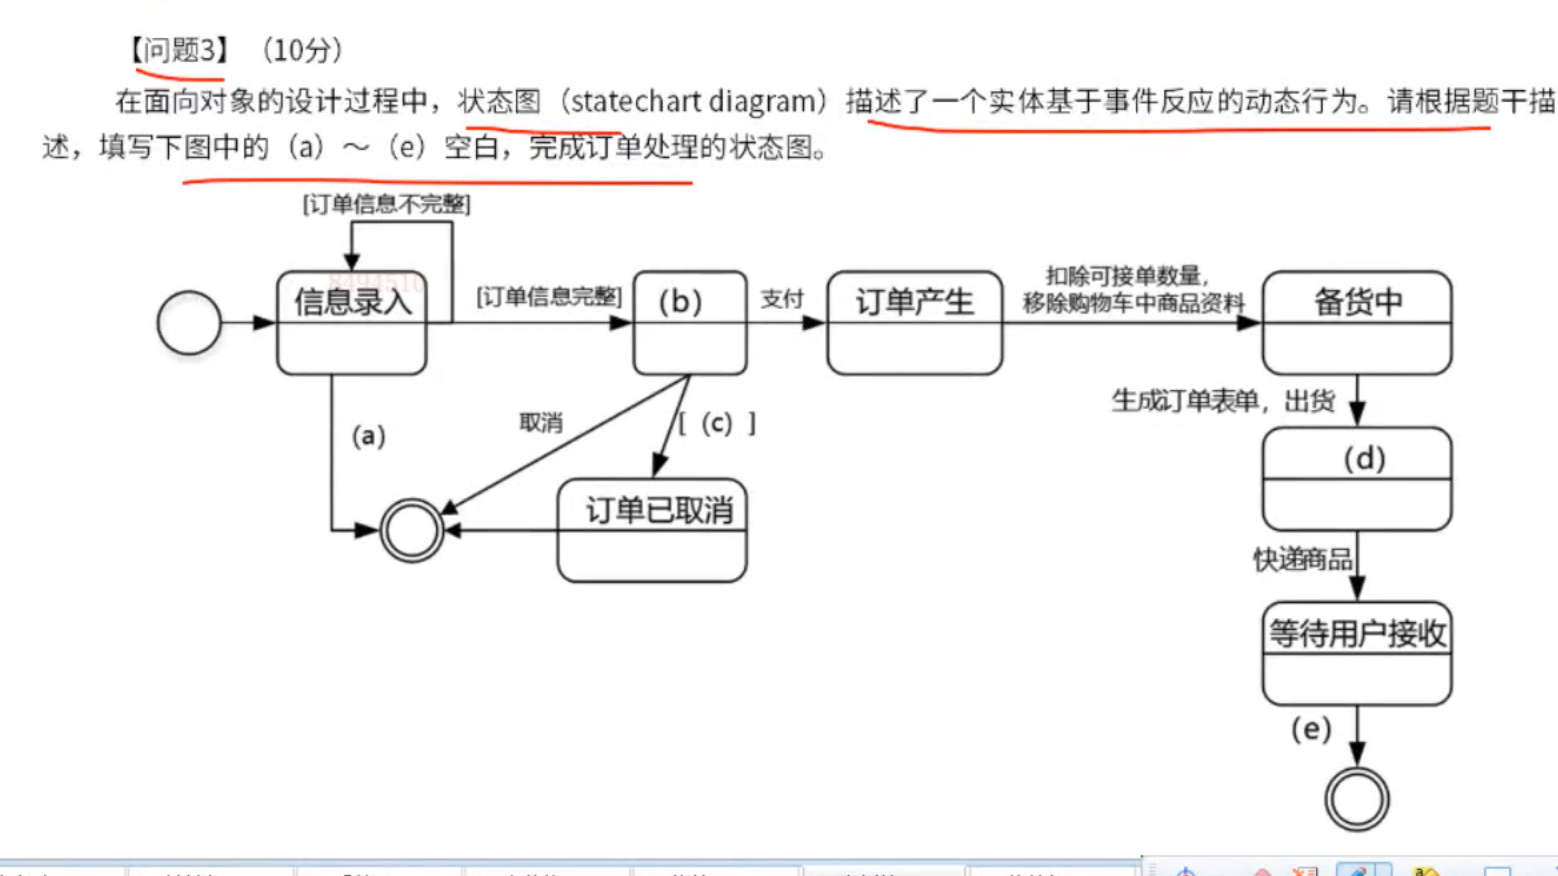 【问题3】（10分）
在面向对象的设计过程中，状态图（statechart diagram）描述了一个实体基于事件反应的动态行为。请根据题干描
述，填写下图中的（a）～（e）空白，完成订单处理的状态图。
[订单信息不完整]
8494510
信息录入
[订单信息完整]
（b）
支付
订单产生
扣除可接单数量，
移除购物车中商品资料
备货中
生成订单表单，出货
取消
[（c）]
（a）
（d）
订单已取消
快递商品
等待用户接收
（e）